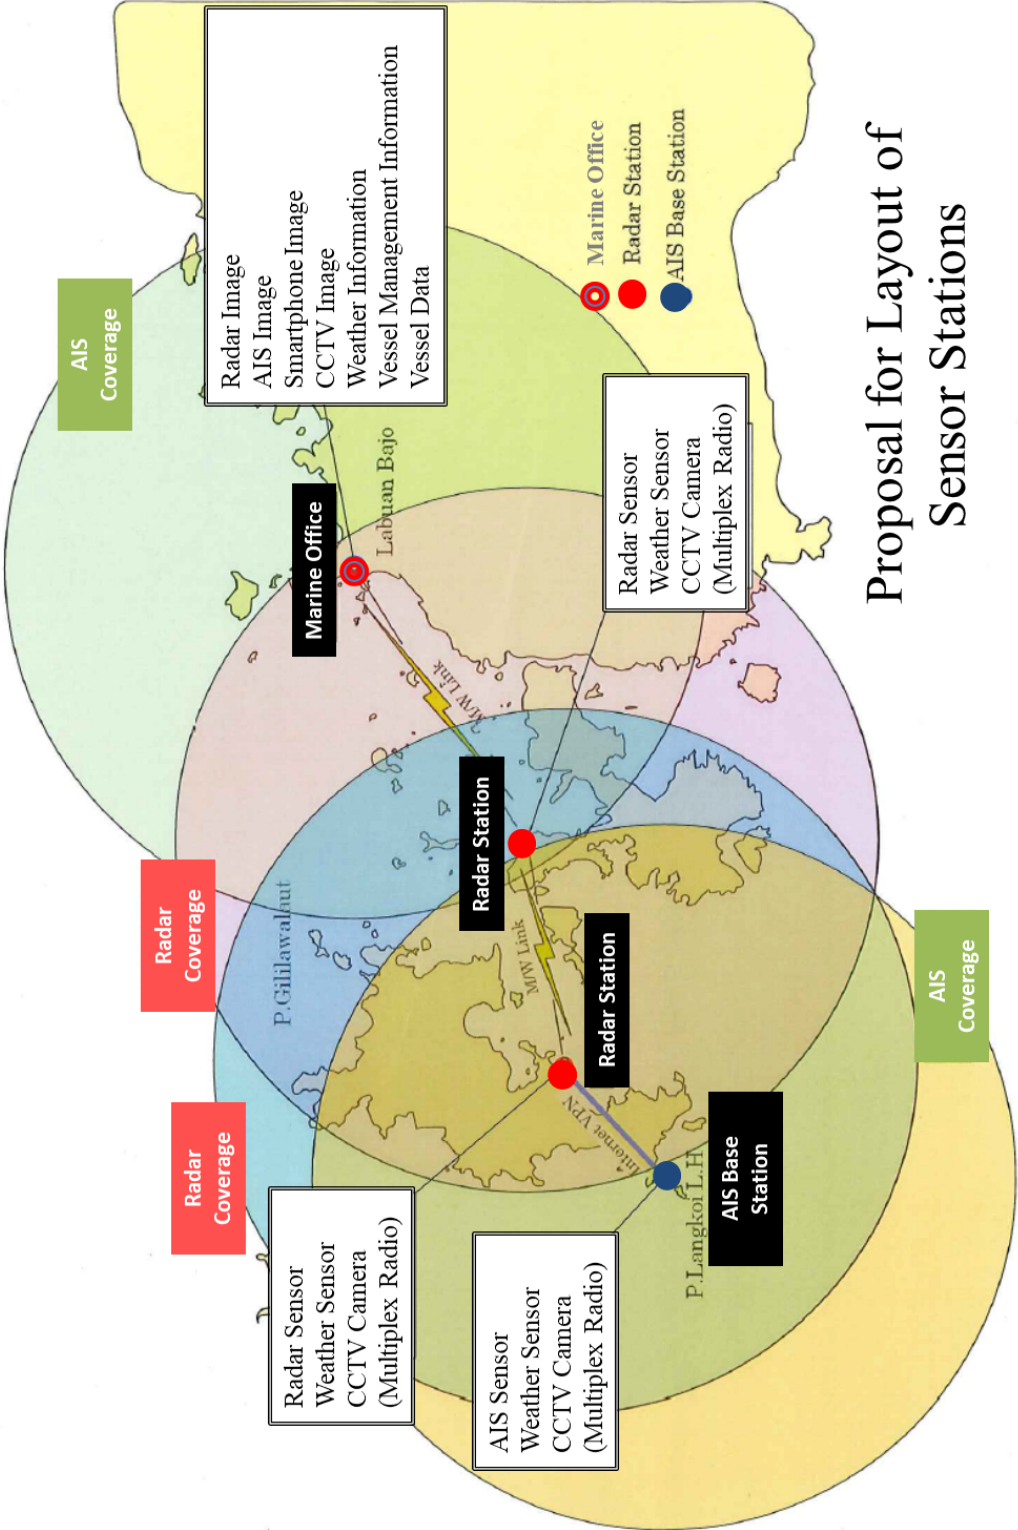 Radar Sensor
Weather Sensor
CCTV Camera
(Multiplex Radio)
Radar
Coverage
Radar
Coverage
AIS
Coverage
Radar Image
AIS Image
Smartphone Image
CCTV Image
Weather Information
Vessel Management Information
Vessel Data
P.Gililawalaut
Marine Office
Labuan Bajo
M/W Link
Radar Station
M/W Link
Radar Station
Internet VPN
AIS Sensor
Weather Sensor
CCTV Camera
(Multiplex Radio)
P.Langkoi L.H
AIS Base
Station
Radar Sensor
Weather Sensor
CCTV Camera
(Multiplex Radio)
Marine Office
Radar Station
AIS Base Station
AIS
Coverage
Proposal for Layout of
Sensor Stations